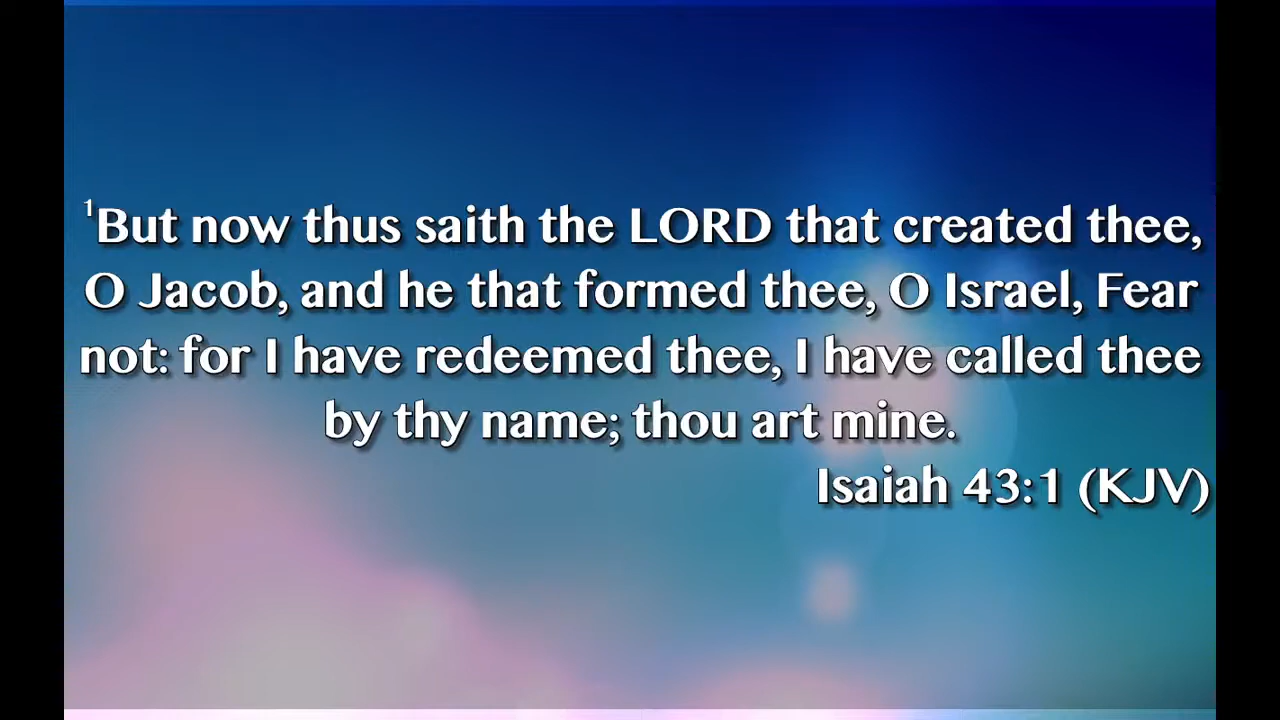 ¹But now thus saith the LORD that created thee,
O Jacob, and he that formed thee, O Israel, Fear
not: for I have redeemed thee, I have called thee
by thy name; thou art mine.
Isaiah 43:1 (KJV)